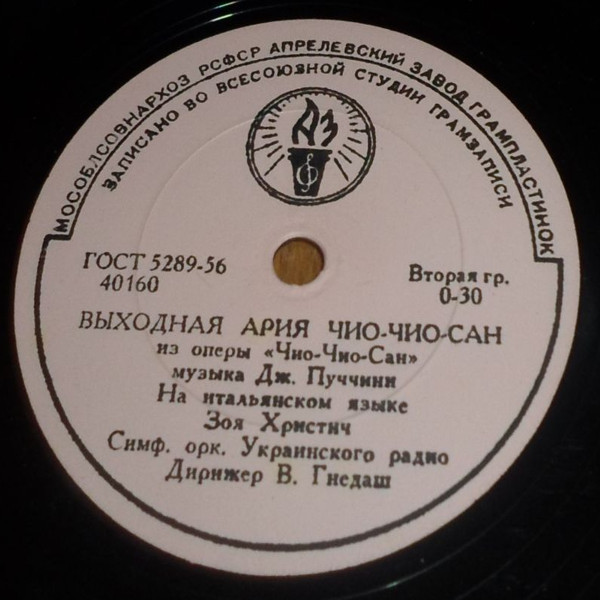 МОСОБЛСОВНАРХОЗ РСФСР АПРЕЛЕВСКИЙ ЗАВОД ГРАМПЛАСТИНОК
ЗАПИСАНО ВО ВСЕСОЮЗНОЙ СТУДИИ ГРАМЗАПИСИ
АЗ
ГОСТ 5289-56
40160
Вторая гр.
0-30
ВЫХОДНАЯ АРИЯ ЧИО-ЧИО-САН
из оперы «Чио-Чио-Сан»
музыка Дж. Пуччини
На итальянском языке
Зоя Христич
Симф. орк. Украинского радио
Дирижер В. Гнедаш